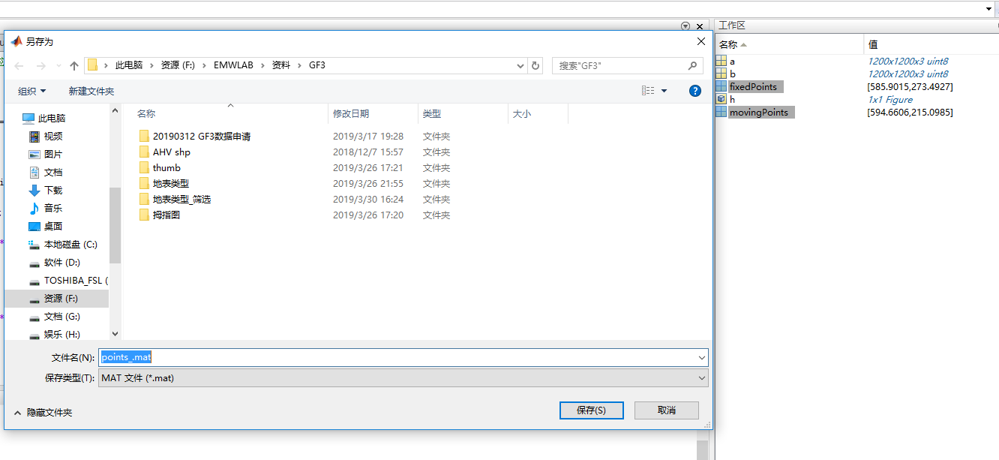 另存为
此电脑 › 资源 (F:) › EMWLAB › 资料 › GF3
搜索"GF3"
组织 新建文件夹
此电脑
视频
图片
文档
下载
音乐
桌面
本地磁盘 (C:)
软件 (D:)
TOSHIBA_FSL (
资源 (F:)
文档 (G:)
娱乐 (H:)
名称 修改日期 类型 大小
20190312 GF3数据申请 2019/3/17 19:28 文件夹
AHV shp 2018/12/7 15:57 文件夹
thumb 2019/3/26 17:21 文件夹
地表类型 2019/3/26 21:55 文件夹
地表类型_筛选 2019/3/30 16:24 文件夹
拇指图 2019/3/26 17:20 文件夹
文件名(N): points_.mat
保存类型(T): MAT 文件 (*.mat)
隐藏文件夹
保存(S) 取消
工作区
名称 值
a 1200x1200x3 uint8
b 1200x1200x3 uint8
fixedPoints [585.9015,273.4927]
h 1x1 Figure
movingPoints [594.6606,215.0985]